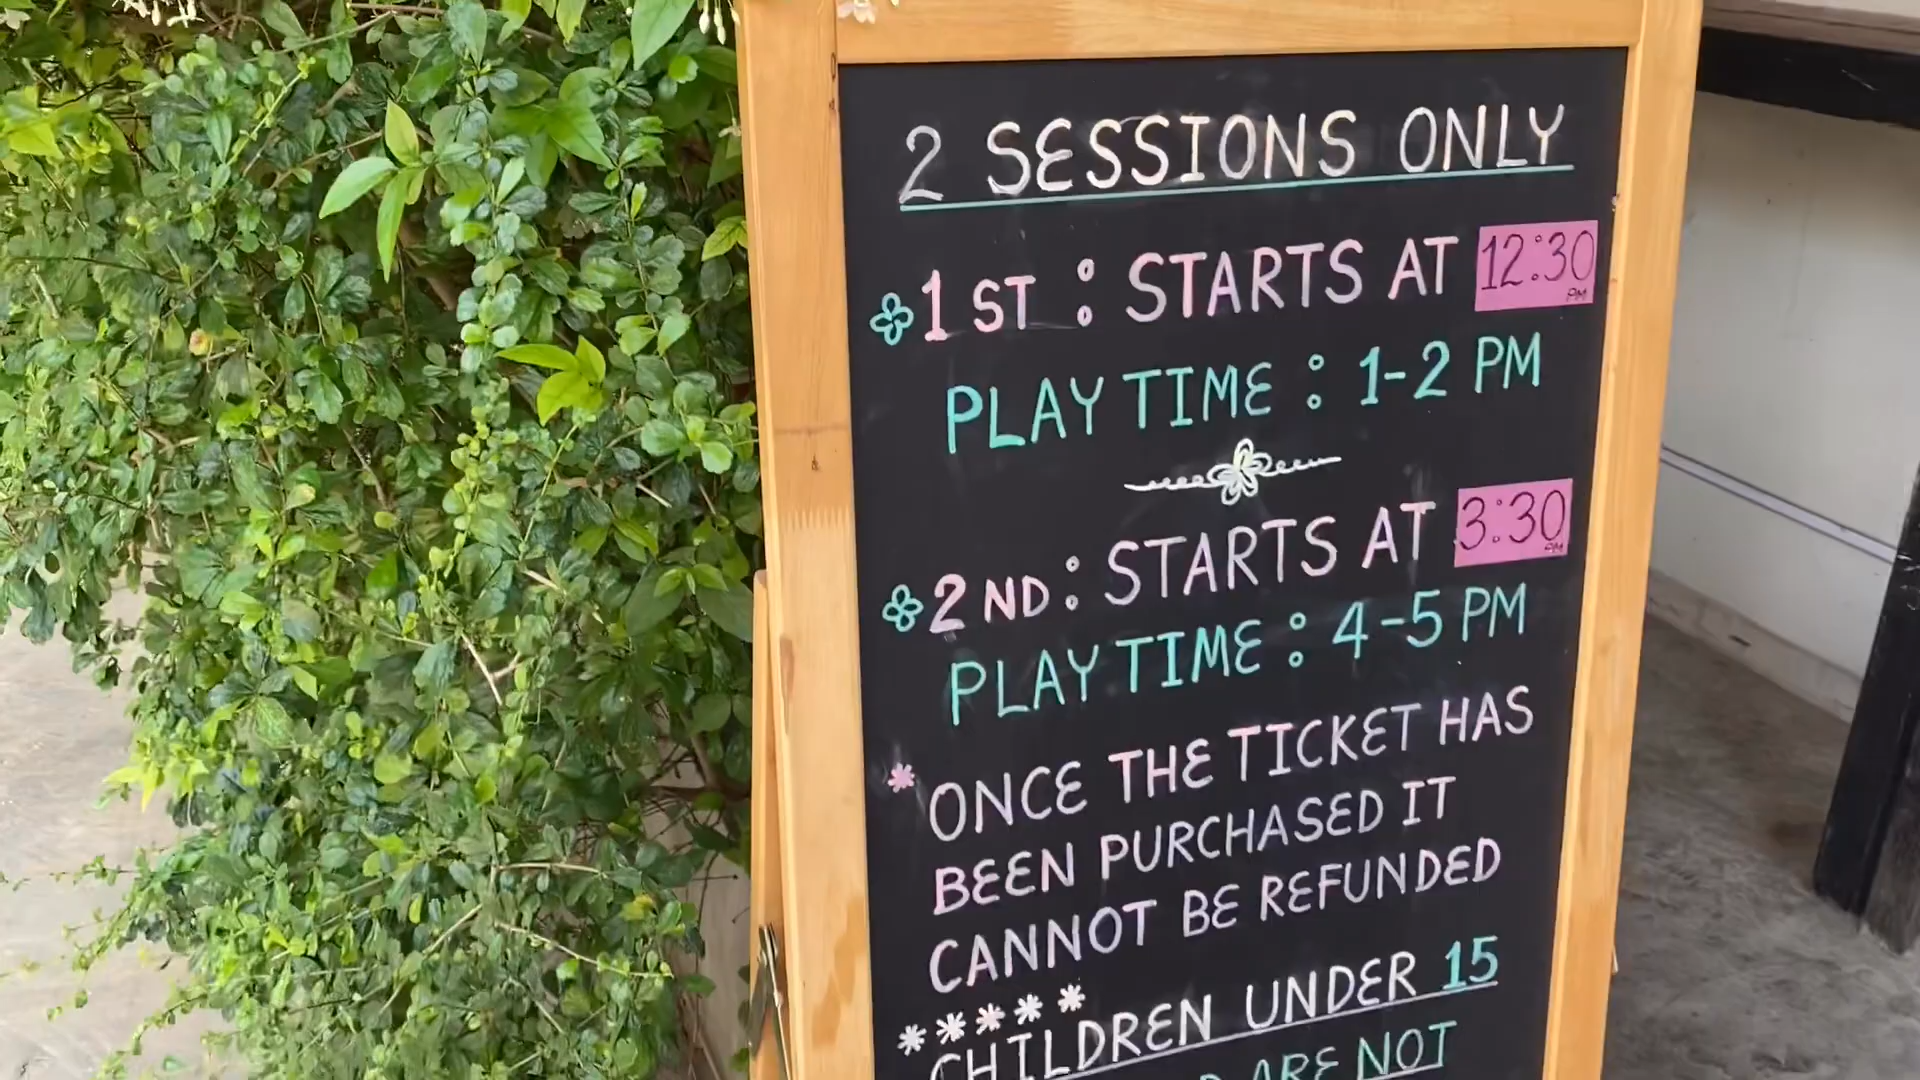 2 SESSIONS ONLY
1 ST : STARTS AT 12:30 PM
PLAY TIME : 1-2 PM
2 ND : STARTS AT 3:30 PM
PLAY TIME : 4-5 PM
* ONCE THE TICKET HAS
BEEN PURCHASED IT
CANNOT BE REFUNDED
* * * * *
CHILDREN UNDER 15
ARE NOT